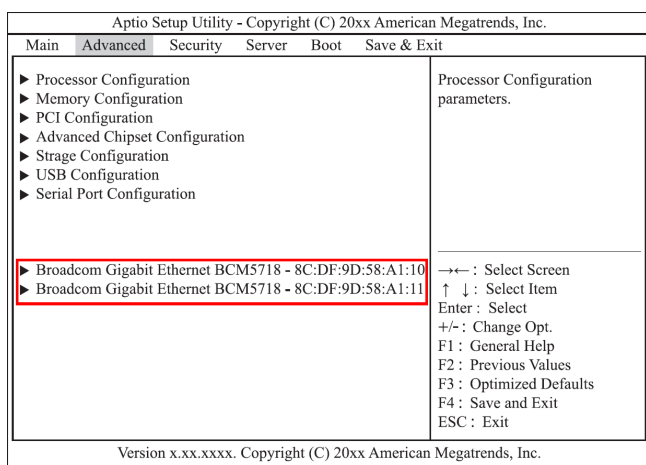 Aptio Setup Utility - Copyright (C) 20xx American Megatrends, Inc.
Main Advanced Security Server Boot Save & Exit
▶ Processor Configuration
▶ Memory Configuration
▶ PCI Configuration
▶ Advanced Chipset Configuration
▶ Strage Configuration
▶ USB Configuration
▶ Serial Port Configuration
▶ Broadcom Gigabit Ethernet BCM5718 - 8C:DF:9D:58:A1:10
▶ Broadcom Gigabit Ethernet BCM5718 - 8C:DF:9D:58:A1:11
Processor Configuration
parameters.
→←: Select Screen
↑ ↓: Select Item
Enter : Select
+/-: Change Opt.
F1 : General Help
F2 : Previous Values
F3 : Optimized Defaults
F4 : Save and Exit
ESC : Exit
Version x.xx.xxxx. Copyright (C) 20xx American Megatrends, Inc.